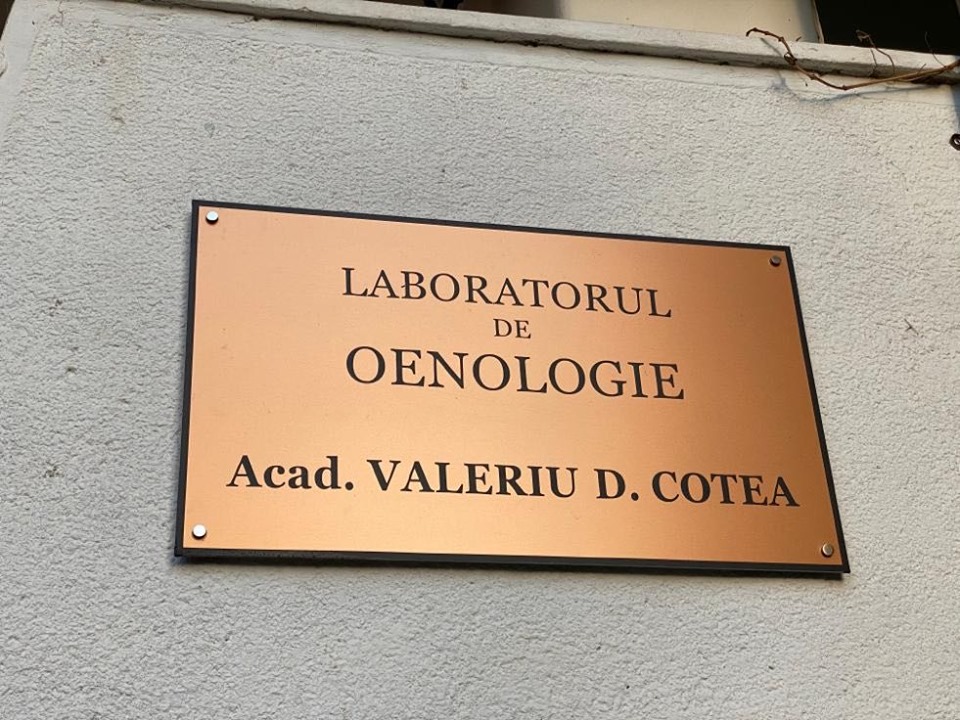 LABORATORUL
DE
OENOLOGIE
Acad. VALERIU D. COTEA